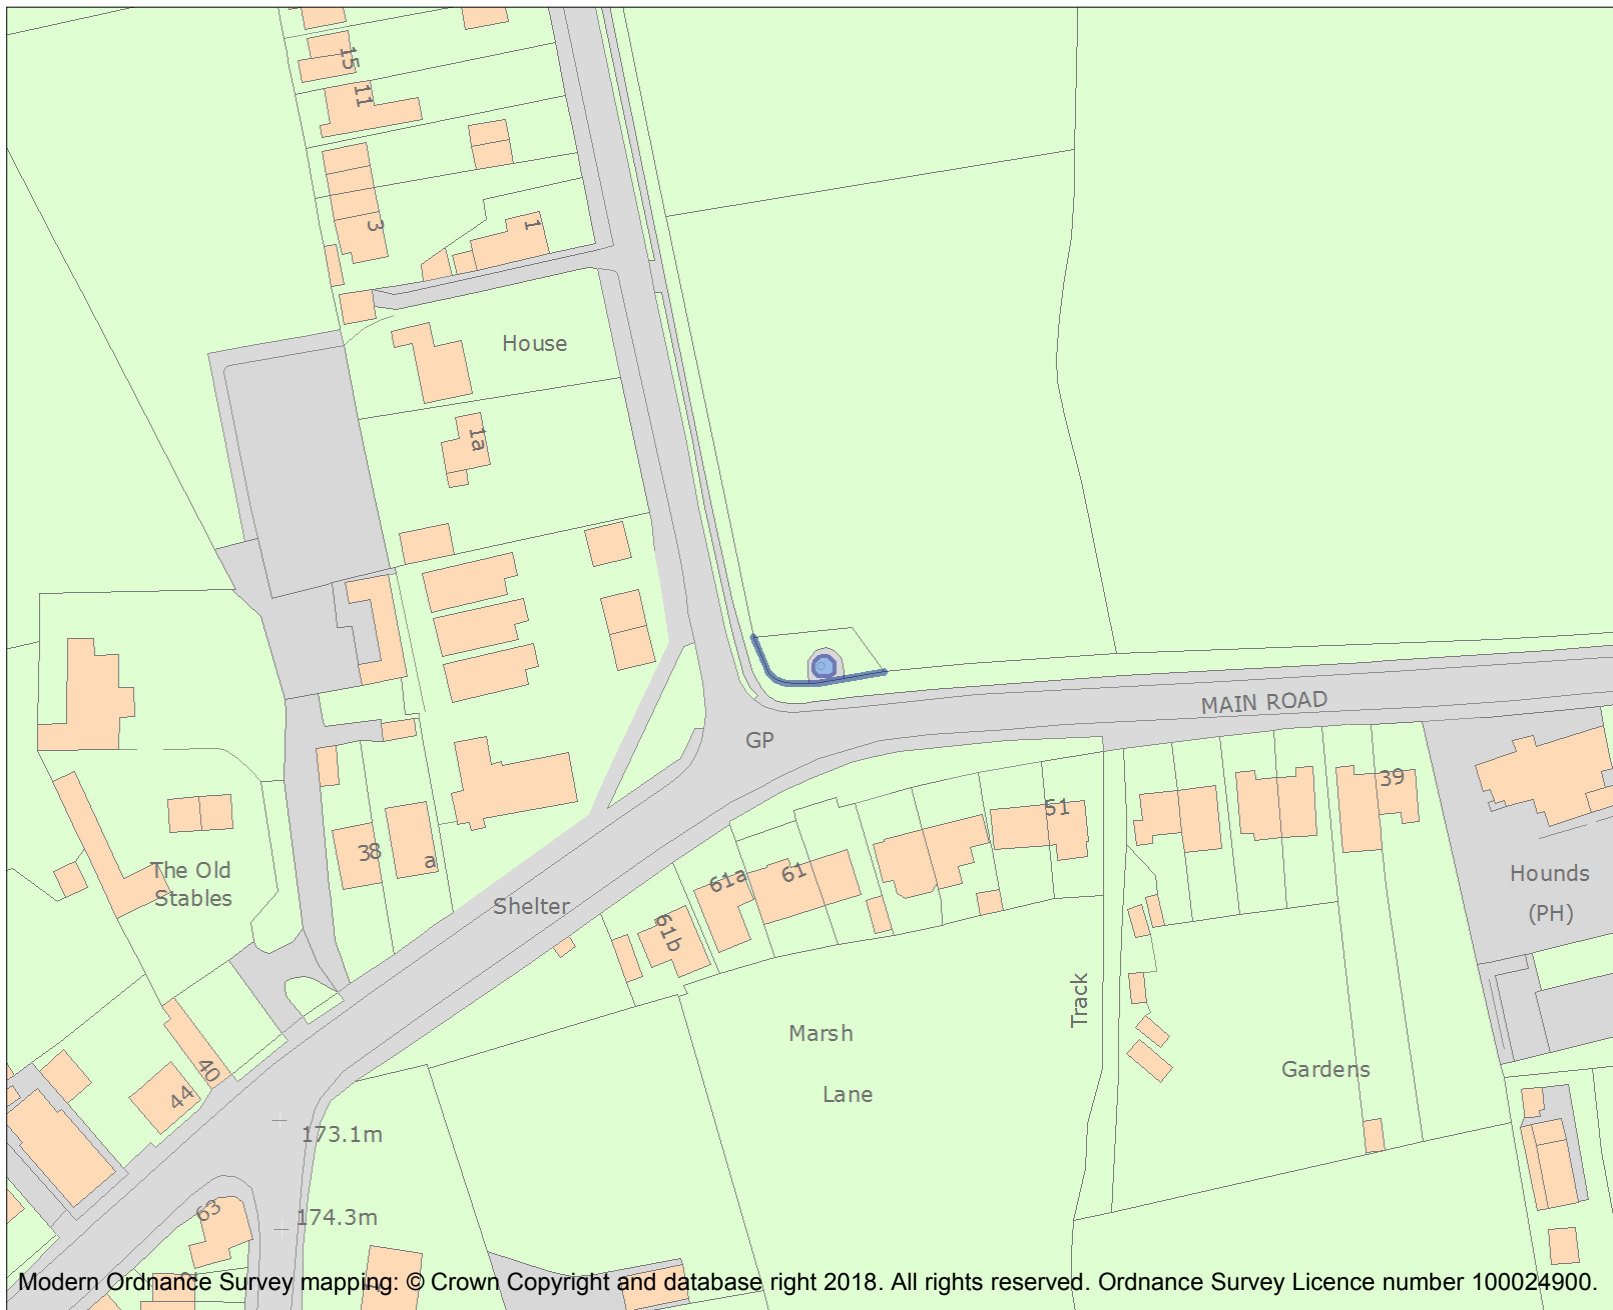 15
11
3
1
House
1a
MAIN ROAD
GP
39
51
38
a
61
61a
The Old
Stables
Hounds
(PH)
Shelter
61b
Track
Marsh
Gardens
Lane
40
44
173.1m
63
174.3m
Modern Ordnance Survey mapping: © Crown Copyright and database right 2018. All rights reserved. Ordnance Survey Licence number 100024900.